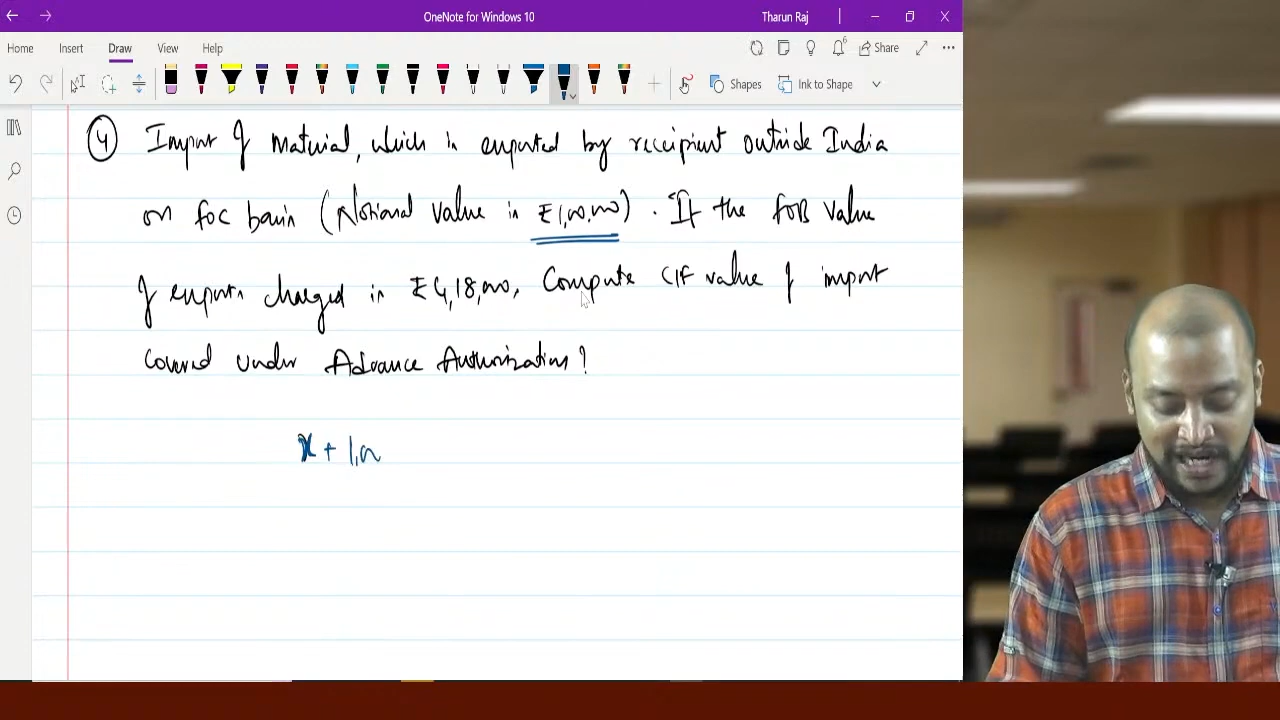 OneNote for Windows 10
Tharun Raj
Home Insert Draw View Help
6 Share
Shapes Ink to Shape
4 Import of Material, which is exported by recipient outside India
on FOC basis (Notional value is ₹1,00,000). If the FOB value
of exports charged is ₹4,18,000, Compute CIF value of import
covered under Advance Authorization?
x + 1,0